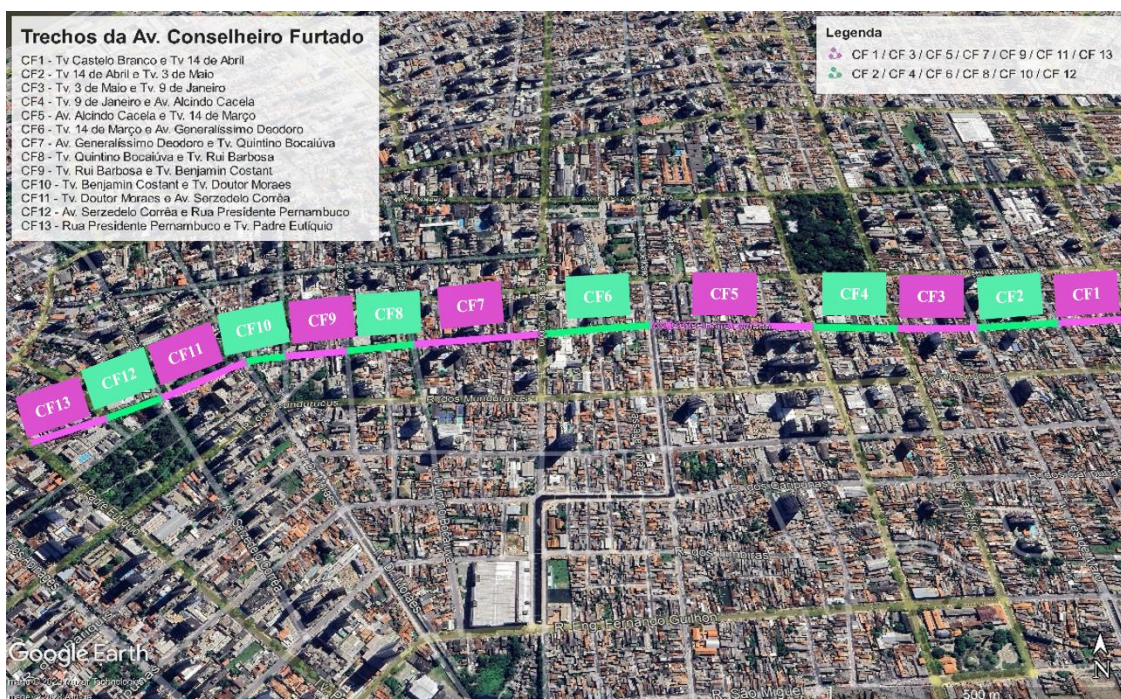 Trechos da Av. Conselheiro Furtado
CF1 - Tv Castelo Branco e Tv 14 de Abril
CF2 - Tv 14 de Abril e Tv. 3 de Maio
CF3 - Tv. 3 de Maio e Tv. 9 de Janeiro
CF4 - Tv. 9 de Janeiro e Av. Alcindo Cacela
CF5 - Av. Alcindo Cacela e Tv. 14 de Março
CF6 - Tv. 14 de Março e Av. Generalíssimo Deodoro
CF7 - Av. Generalíssimo Deodoro e Tv. Quintino Bocaiúva
CF8 - Tv. Quintino Bocaiúva e Tv. Rui Barbosa
CF9 - Tv. Rui Barbosa e Tv. Benjamin Costant
CF10 - Tv. Benjamin Costant e Tv. Doutor Moraes
CF11 - Tv. Doutor Moraes e Av. Serzedelo Corrêa
CF12 - Av. Serzedelo Corrêa e Rua Presidente Pernambuco
CF13 - Rua Presidente Pernambuco e Tv. Padre Eutíquio
Legenda
CF 1 / CF 3 / CF 5 / CF 7 / CF 9 / CF 11 / CF 13
CF 2 / CF 4 / CF 6 / CF 8 / CF 10 / CF 12
CF13
CF12
CF11
CF10
CF9
CF8
CF7
CF6
CF5
CF4
CF3
CF2
CF1
R. dos Mundurucus
R. dos Timbiras
R. Eng. Fernando Guilhon
R. São Miguel
Google Earth
500 m
N